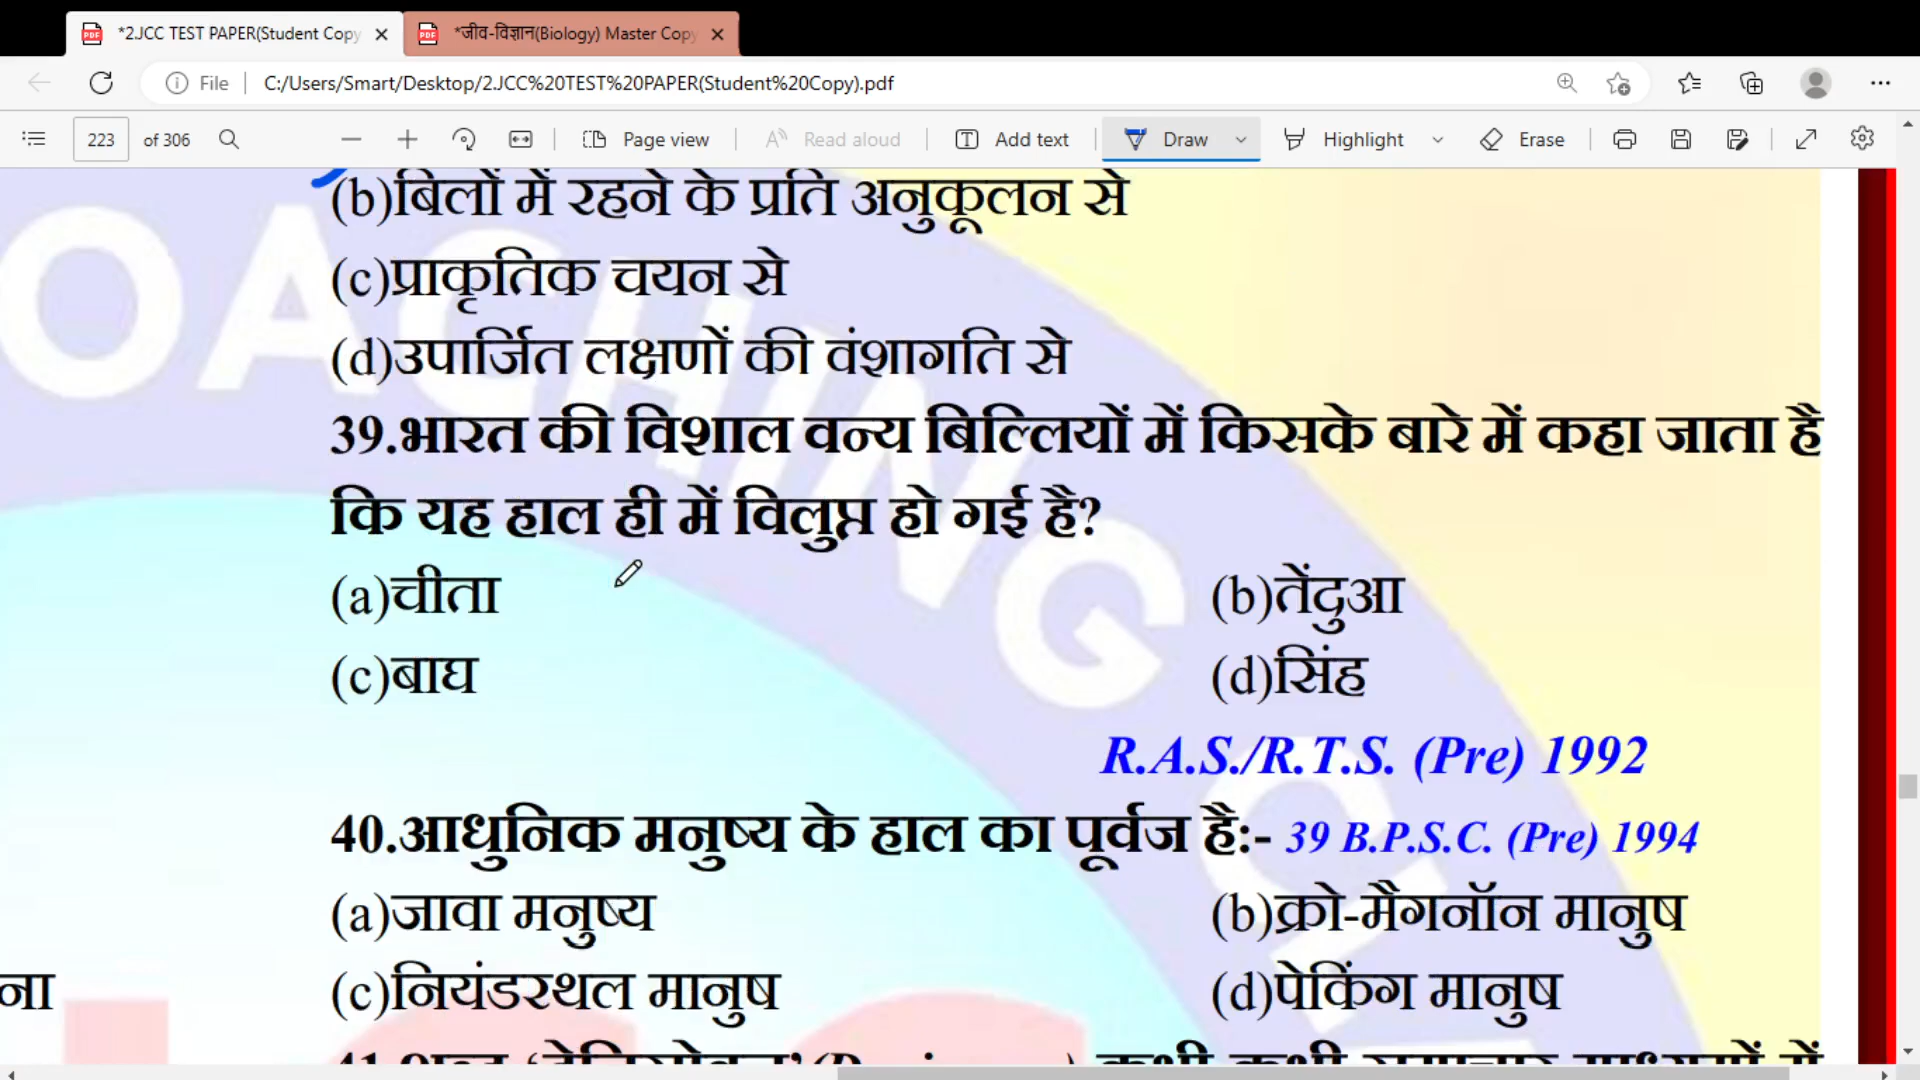 *2.JCC TEST PAPER(Student Copy
*जीव-विज्ञान(Biology) Master Copy
File
C:/Users/Smart/Desktop/2.JCC%20TEST%20PAPER(Student%20Copy).pdf
223 of 306
Page view
Read aloud
Add text
Draw
Highlight
Erase
(b)बिलों में रहने के प्रति अनुकूलन से
(c)प्राकृतिक चयन से
(d)उपार्जित लक्षणों की वंशागति से
39.भारत की विशाल वन्य बिल्लियों में किसके बारे में कहा जाता है
कि यह हाल ही में विलुप्त हो गई है?
(a)चीता (b)तेंदुआ
(c)बाघ (d)सिंह
R.A.S./R.T.S. (Pre) 1992
40.आधुनिक मनुष्य के हाल का पूर्वज है:- 39 B.P.S.C. (Pre) 1994
(a)जावा मनुष्य (b)क्रो-मैगनॉन मानुष
ना (c)नियंडरथल मानुष (d)पेकिंग मानुष
OACHING